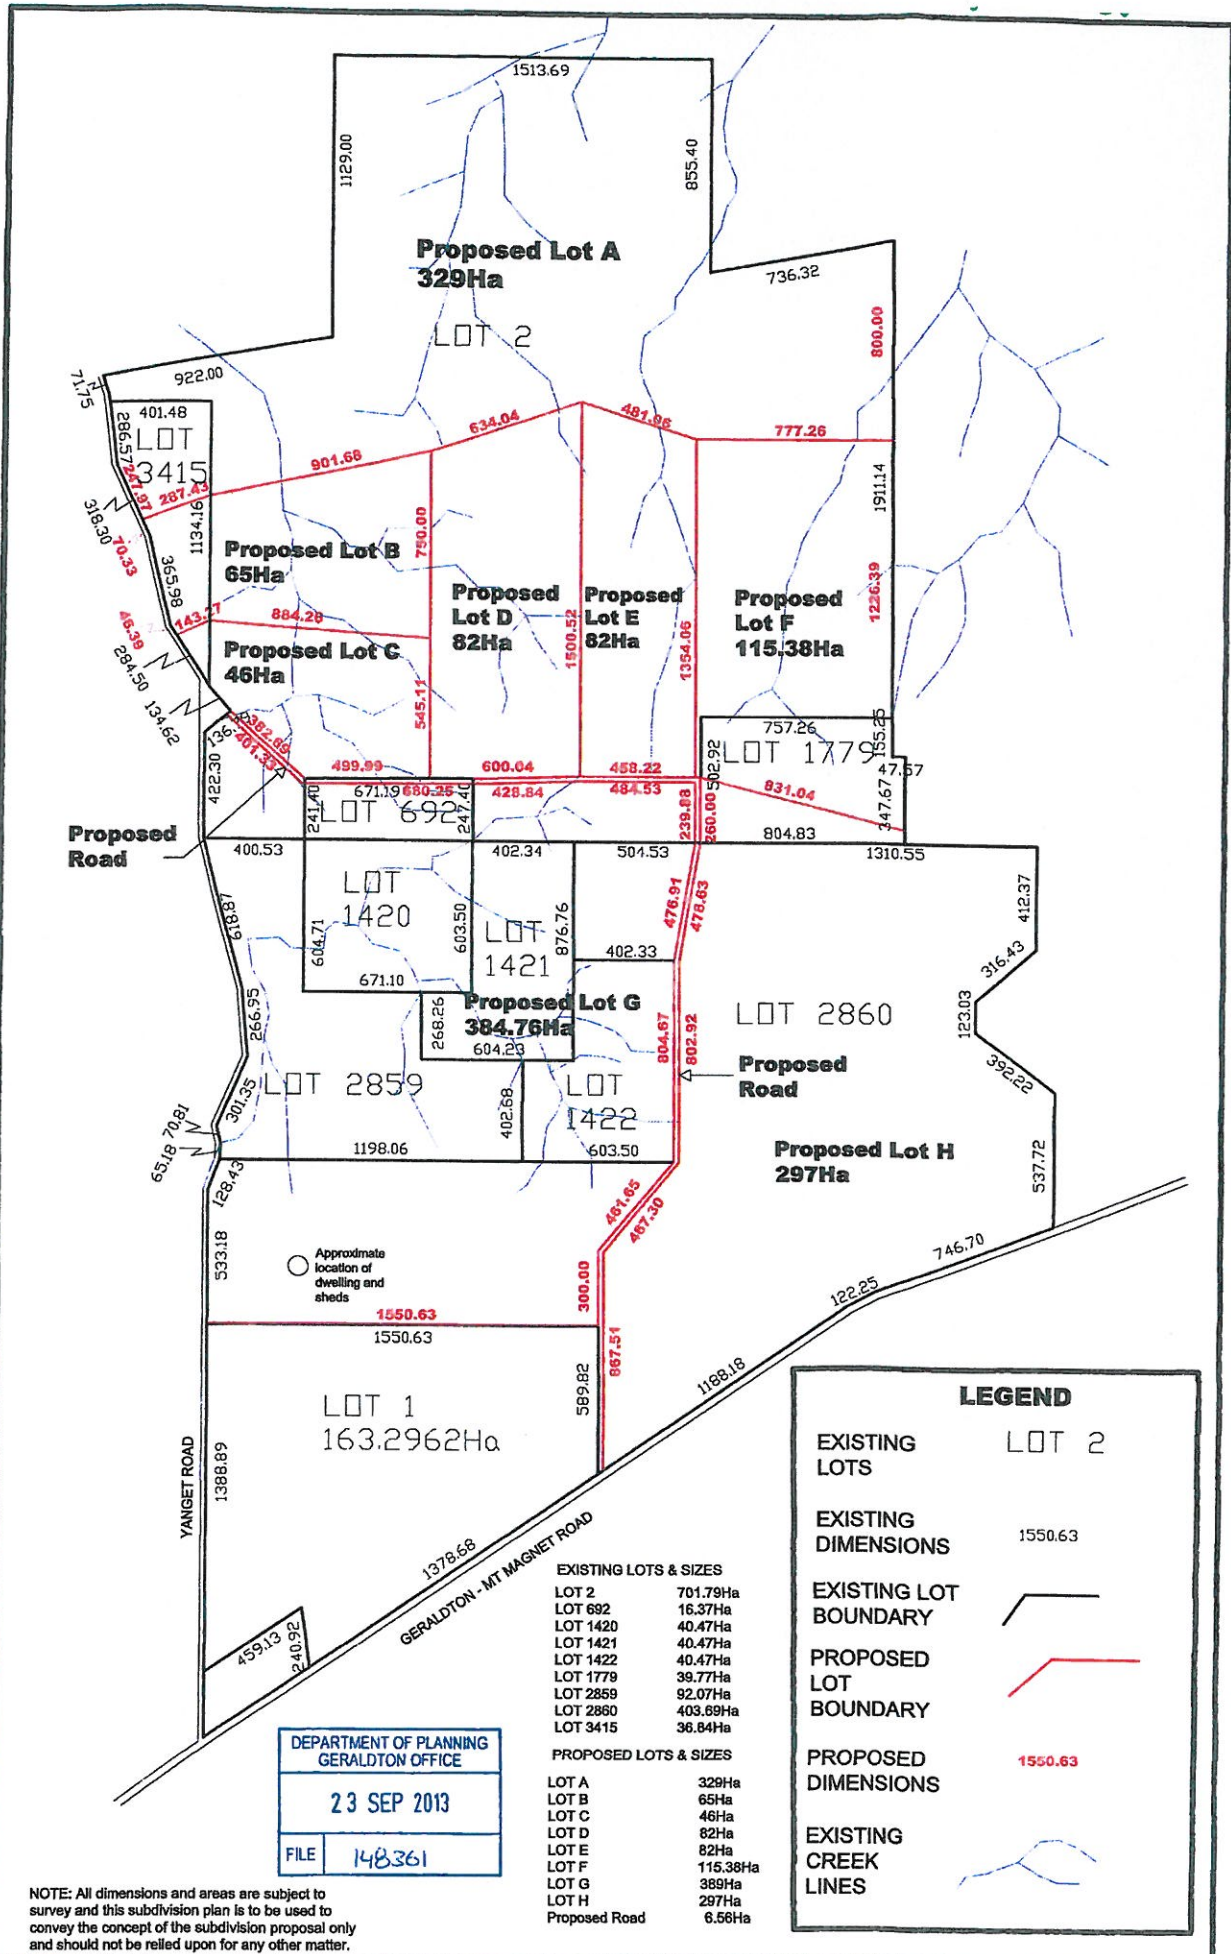 1513.69
1129.00
855.40
Proposed Lot A
329Ha
LOT 2
736.32
800.00
922.00
71.75
401.48
LOT
3415
286.57
247.97
287.43
901.68
634.04
481.96
777.26
1911.14
318.30
70.33
365.98
1134.16
Proposed Lot B
65Ha
750.00
Proposed
Lot D
82Ha
Proposed
Lot E
82Ha
Proposed
Lot F
115.38Ha
1226.39
1500.52
1354.06
143.27
884.28
Proposed Lot C
46Ha
545.11
284.50
134.62
382.69
401.33
422.30
499.99
600.04
458.22
671.19
680.25
428.84
484.53
241.40
LOT 692
247.40
757.26
LOT 1779
155.25
502.92
47.57
831.04
347.67
239.88
260.00
Proposed
Road
400.53
402.34
504.53
804.83
1310.55
618.87
LOT
1420
604.71
603.50
671.10
LOT
1421
876.76
402.33
476.91
478.63
412.37
316.43
123.03
392.22
LOT 2860
266.95
268.26
Proposed Lot G
384.76Ha
604.23
804.67
802.92
Proposed
Road
301.35
LOT 2859
LOT
1422
402.68
70.81
65.18
1198.06
603.50
Proposed Lot H
297Ha
537.72
128.43
533.18
461.65
467.30
746.70
122.25
Approximate
location of
dwelling and
sheds
300.00
1550.63
1550.63
867.51
589.82
1188.18
LOT 1
163.2962Ha
YANGET ROAD
1388.89
1378.68
GERALDTON - MT MAGNET ROAD
459.13
240.92
LEGEND
EXISTING
LOTS
LOT 2
EXISTING
DIMENSIONS
1550.63
EXISTING LOT
BOUNDARY
PROPOSED
LOT
BOUNDARY
PROPOSED
DIMENSIONS
1550.63
EXISTING
CREEK
LINES
EXISTING LOTS & SIZES
LOT 2 701.79Ha
LOT 692 16.37Ha
LOT 1420 40.47Ha
LOT 1421 40.47Ha
LOT 1422 40.47Ha
LOT 1779 39.77Ha
LOT 2859 92.07Ha
LOT 2860 403.69Ha
LOT 3415 36.84Ha
PROPOSED LOTS & SIZES
LOT A 329Ha
LOT B 65Ha
LOT C 46Ha
LOT D 82Ha
LOT E 82Ha
LOT F 115.38Ha
LOT G 389Ha
LOT H 297Ha
Proposed Road 6.56Ha
DEPARTMENT OF PLANNING
GERALDTON OFFICE
23 SEP 2013
FILE 148361
NOTE: All dimensions and areas are subject to
survey and this subdivision plan is to be used to
convey the concept of the subdivision proposal only
and should not be relied upon for any other matter.